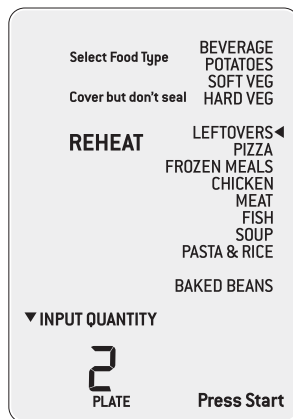 BEVERAGE
Select Food Type POTATOES
SOFT VEG
Cover but don't seal HARD VEG
REHEAT LEFTOVERS◀
PIZZA
FROZEN MEALS
CHICKEN
MEAT
FISH
SOUP
PASTA & RICE
BAKED BEANS
▼INPUT QUANTITY
2
PLATE Press Start